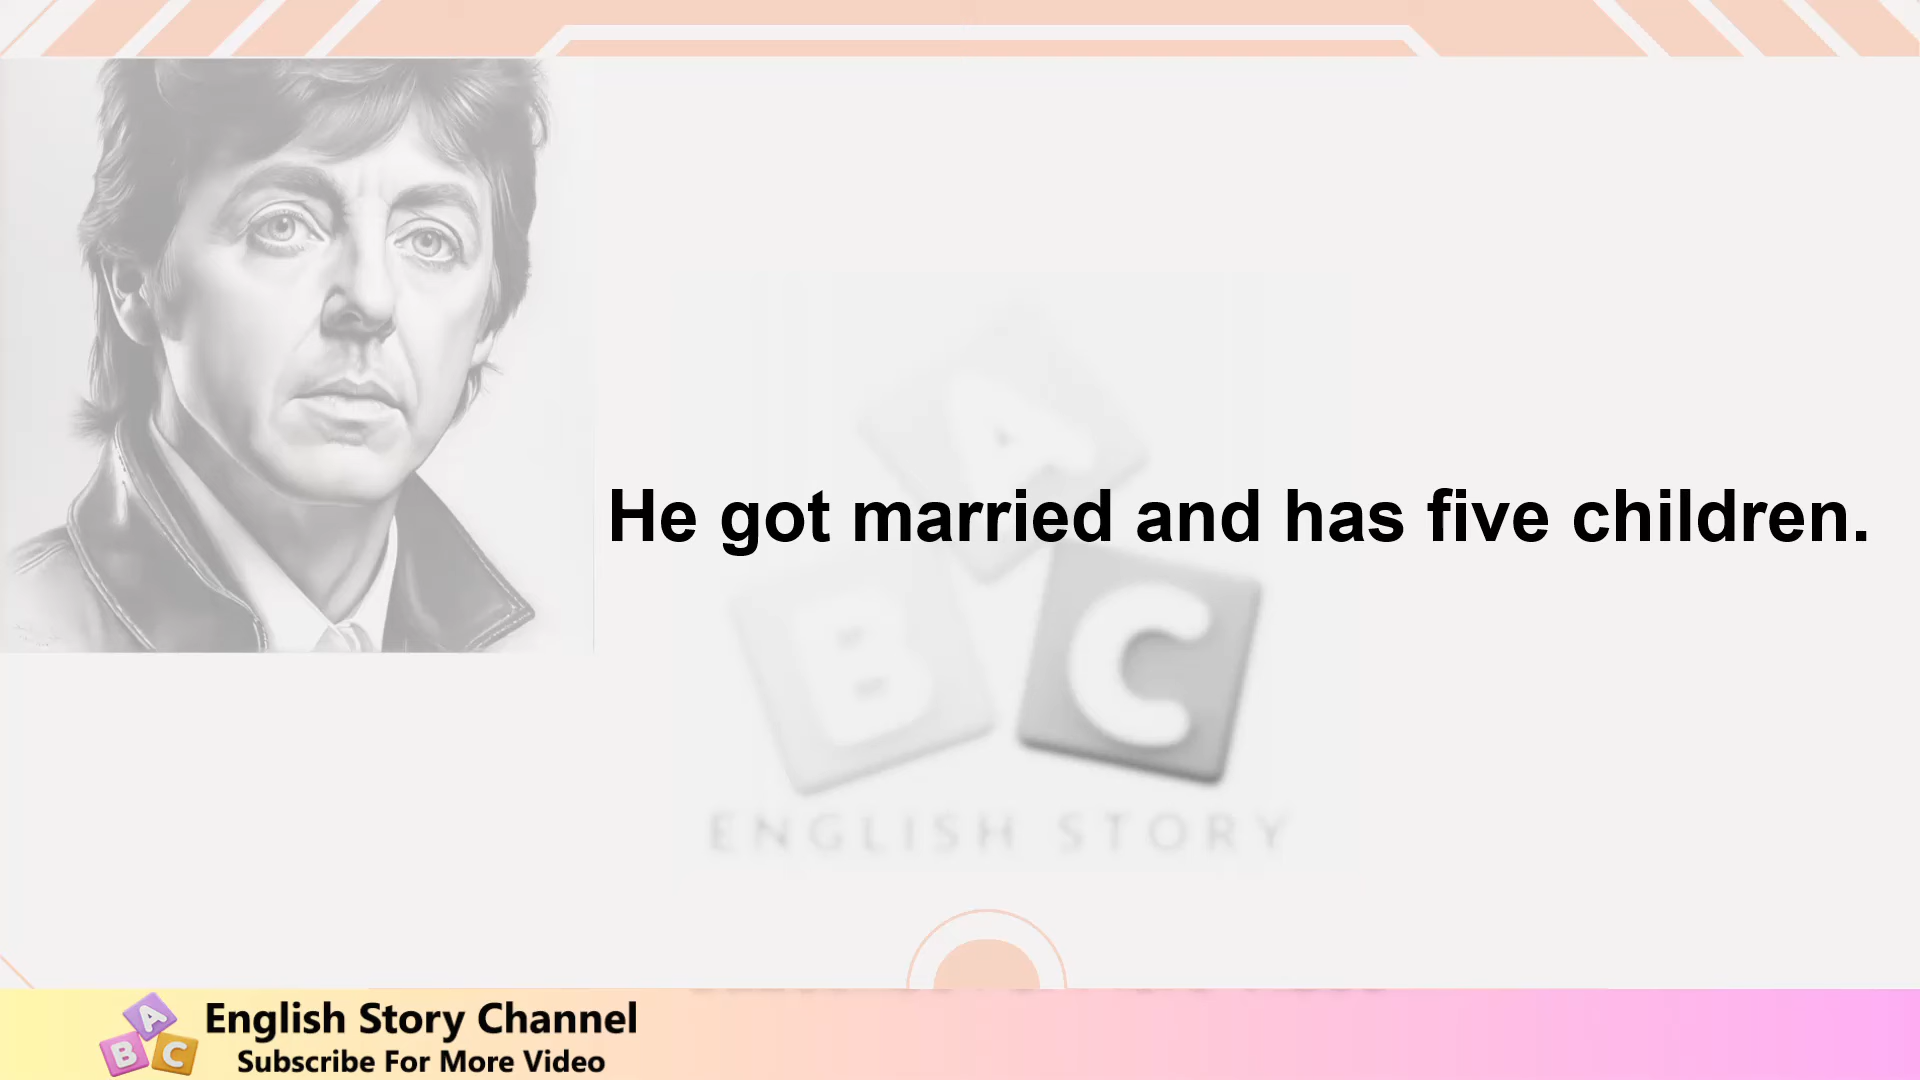 He got married and has five children.
A
B
C
ENGLISH STORY
A
B C
English Story Channel
Subscribe For More Video